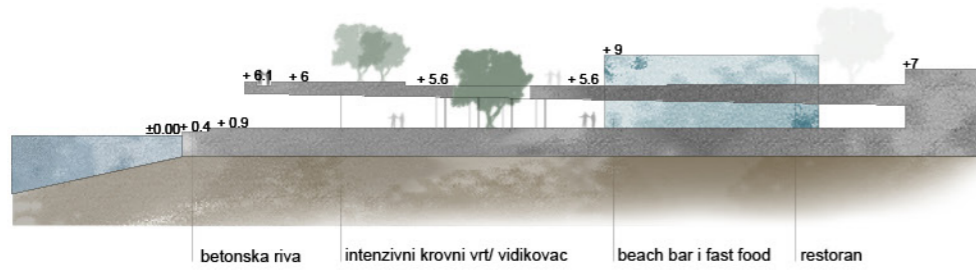 + 9
+ 6.1
+ 6
+ 5.6
+ 5.6
+7
±0.00
+ 0.4
+ 0.9
betonska riva
intenzivni krovni vrt/ vidikovac
beach bar i fast food
restoran